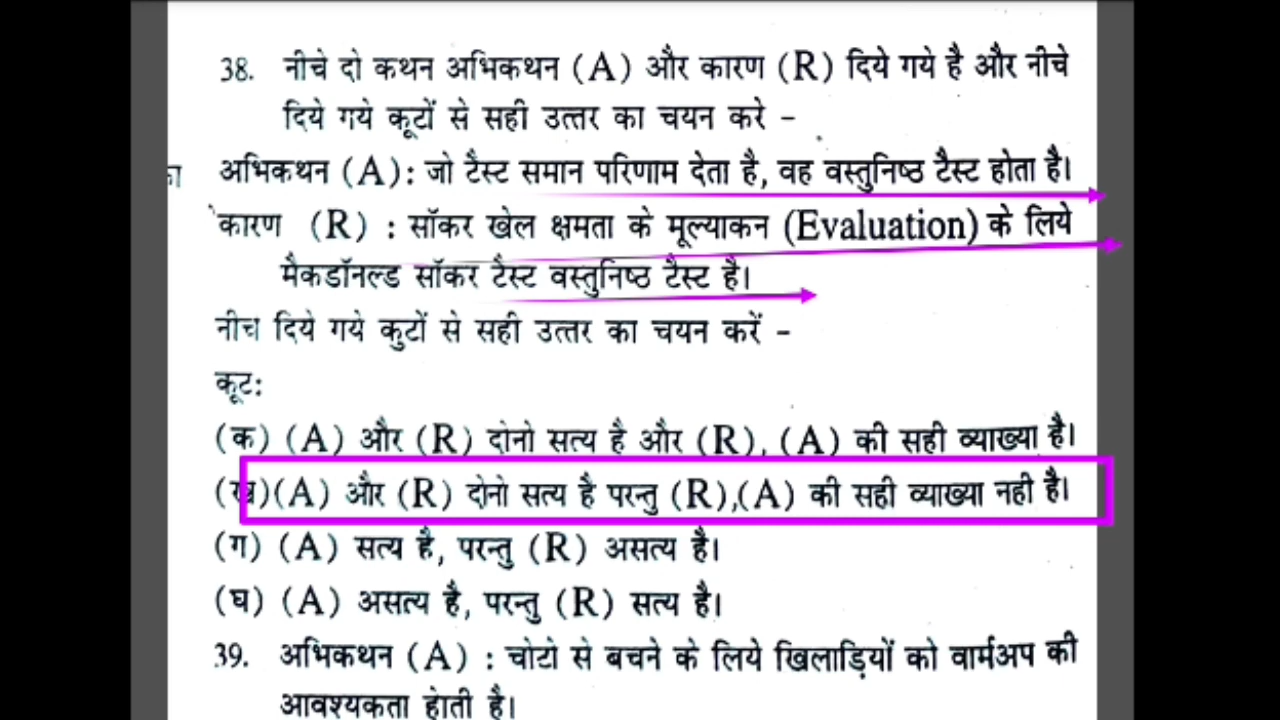 38. नीचे दो कथन अभिकथन (A) और कारण (R) दिये गये है और नीचे
दिये गये कूटों से सही उत्तर का चयन करे -
का अभिकथन (A): जो टैस्ट समान परिणाम देता है, वह वस्तुनिष्ठ टैस्ट होता है।
कारण (R) : सॉकर खेल क्षमता के मूल्याकन (Evaluation) के लिये
मैकडॉनल्ड सॉकर टैस्ट वस्तुनिष्ठ टैस्ट है।
नीच दिये गये कुटों से सही उत्तर का चयन करें -
कूट:
(क) (A) और (R) दोनो सत्य है और (R), (A) की सही व्याख्या है।
(ख)(A) और (R) दोनो सत्य है परन्तु (R),(A) की सही व्याख्या नही है।
(ग) (A) सत्य है, परन्तु (R) असत्य है।
(घ) (A) असत्य है, परन्तु (R) सत्य है।
39. अभिकथन (A) : चोटो से बचने के लिये खिलाड़ियों को वार्मअप की
आवश्यकता होती है।